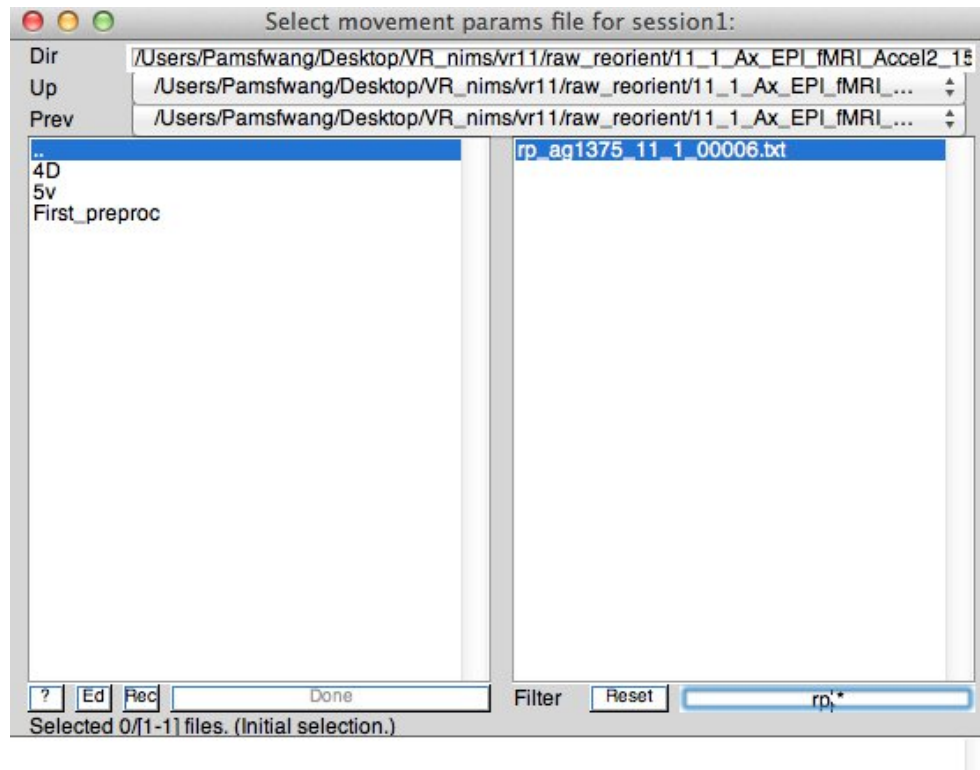 Select movement params file for session1:
Dir /Users/Pamsfwang/Desktop/VR_nims/vr11/raw_reorient/11_1_Ax_EPI_fMRI_Accel2_15
Up /Users/Pamsfwang/Desktop/VR_nims/vr11/raw_reorient/11_1_Ax_EPI_fMRI_...
Prev /Users/Pamsfwang/Desktop/VR_nims/vr11/raw_reorient/11_1_Ax_EPI_fMRI_...
.. rp_ag1375_11_1_00006.txt
4D
5v
First_preproc
? Ed Rec Done Filter Reset
Selected 0/[1-1] files. (Initial selection.)